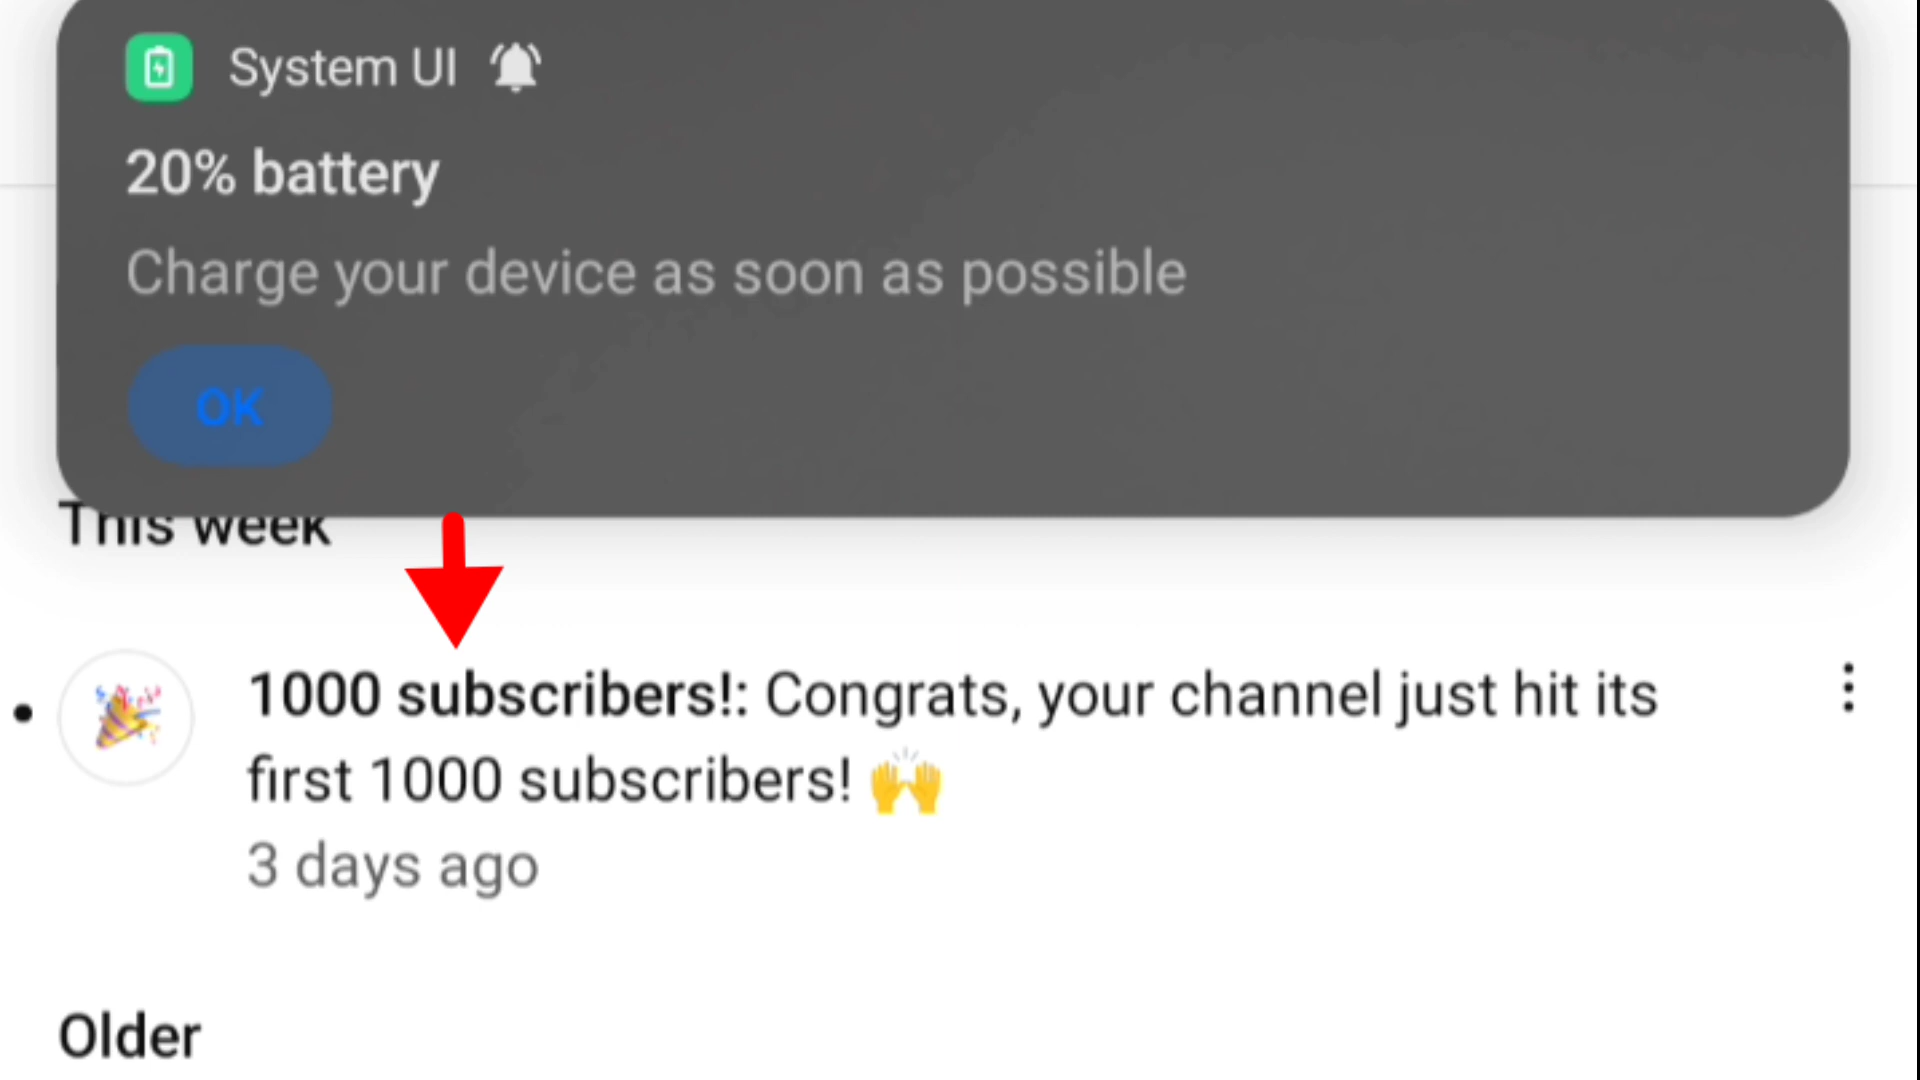 System UI
20% battery
Charge your device as soon as possible
OK
This week
1000 subscribers!: Congrats, your channel just hit its
first 1000 subscribers! 🙌
3 days ago
Older